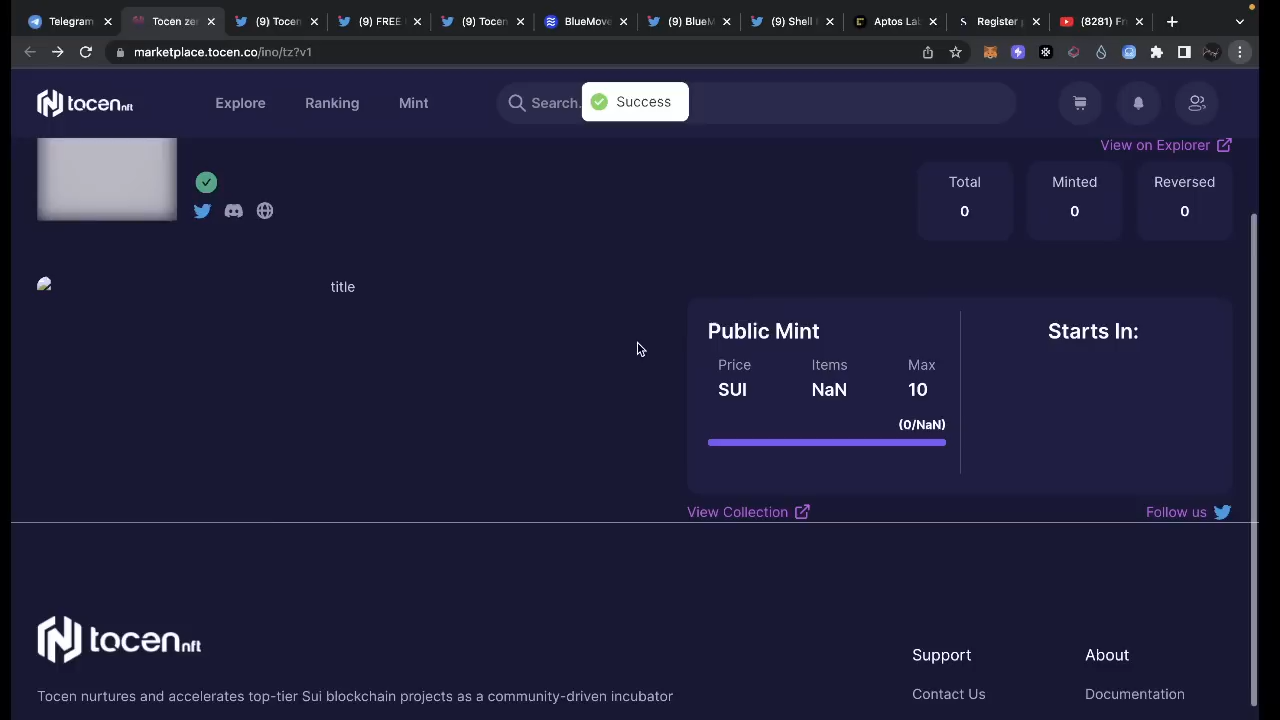 Telegram
Tocen zer
(9) Tocen
(9) FREE
(9) Tocen
BlueMove
(9) BlueM
(9) Shell
Aptos Lab
Register
(8281) Fr
marketplace.tocen.co/ino/tz?v1
tocen nft
Explore
Ranking
Mint
Search.
Success
View on Explorer
Total
Minted
Reversed
0
0
0
title
Public Mint
Starts In:
Price
Items
Max
SUI
NaN
10
(0/NaN)
View Collection
Follow us
tocen nft
Support
About
Tocen nurtures and accelerates top-tier Sui blockchain projects as a community-driven incubator
Contact Us
Documentation